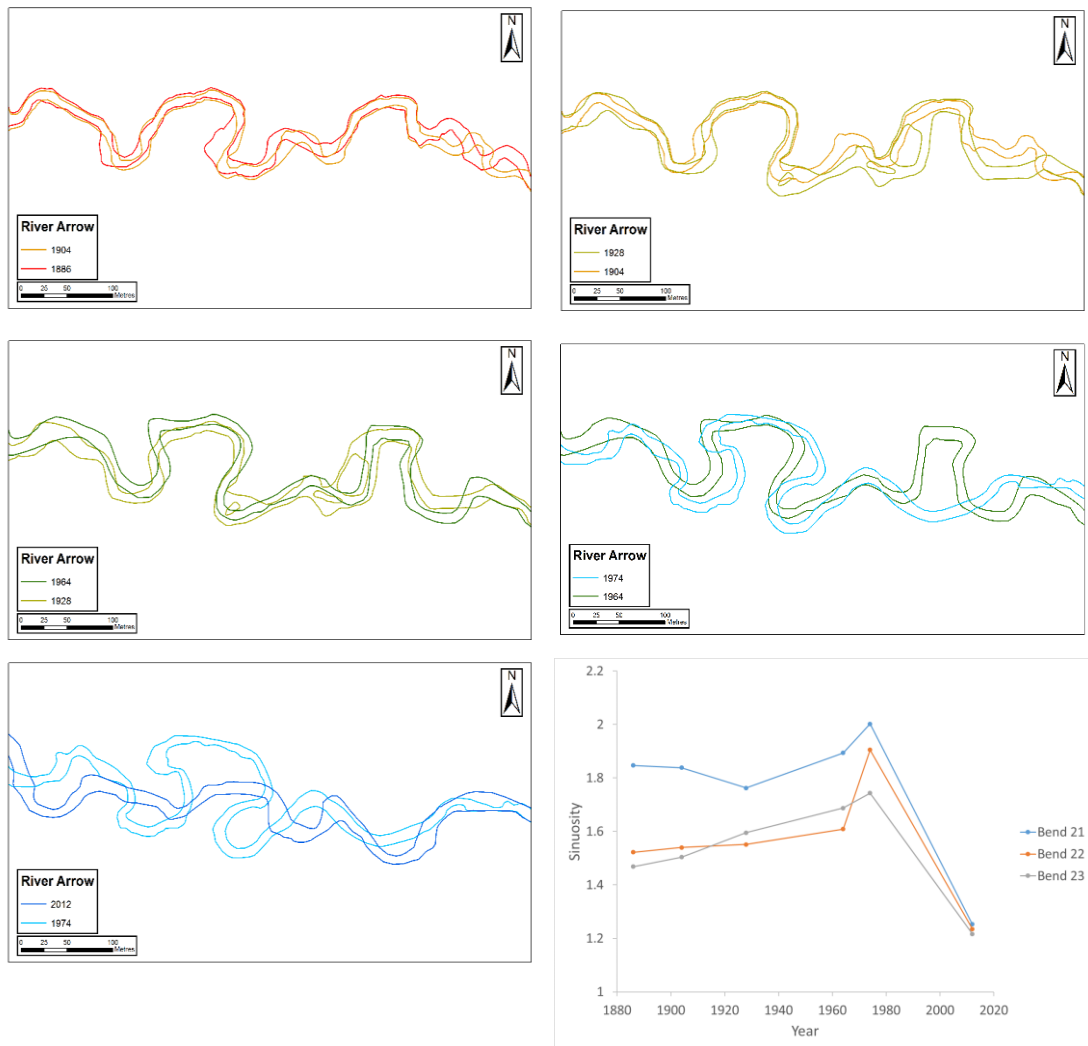 N
River Arrow
1904
1886
0 25 50 100
Metres
N
River Arrow
1928
1904
0 25 50 100
Metres
N
River Arrow
1964
1928
0 25 50 100
Metres
N
River Arrow
1974
1964
0 25 50 100
Metres
N
River Arrow
2012
1974
0 25 50 100
Metres
2.2
2
1.8
1.6
1.4
1.2
1
Sinuosity
1880 1900 1920 1940 1960 1980 2000 2020
Year
Bend 21
Bend 22
Bend 23